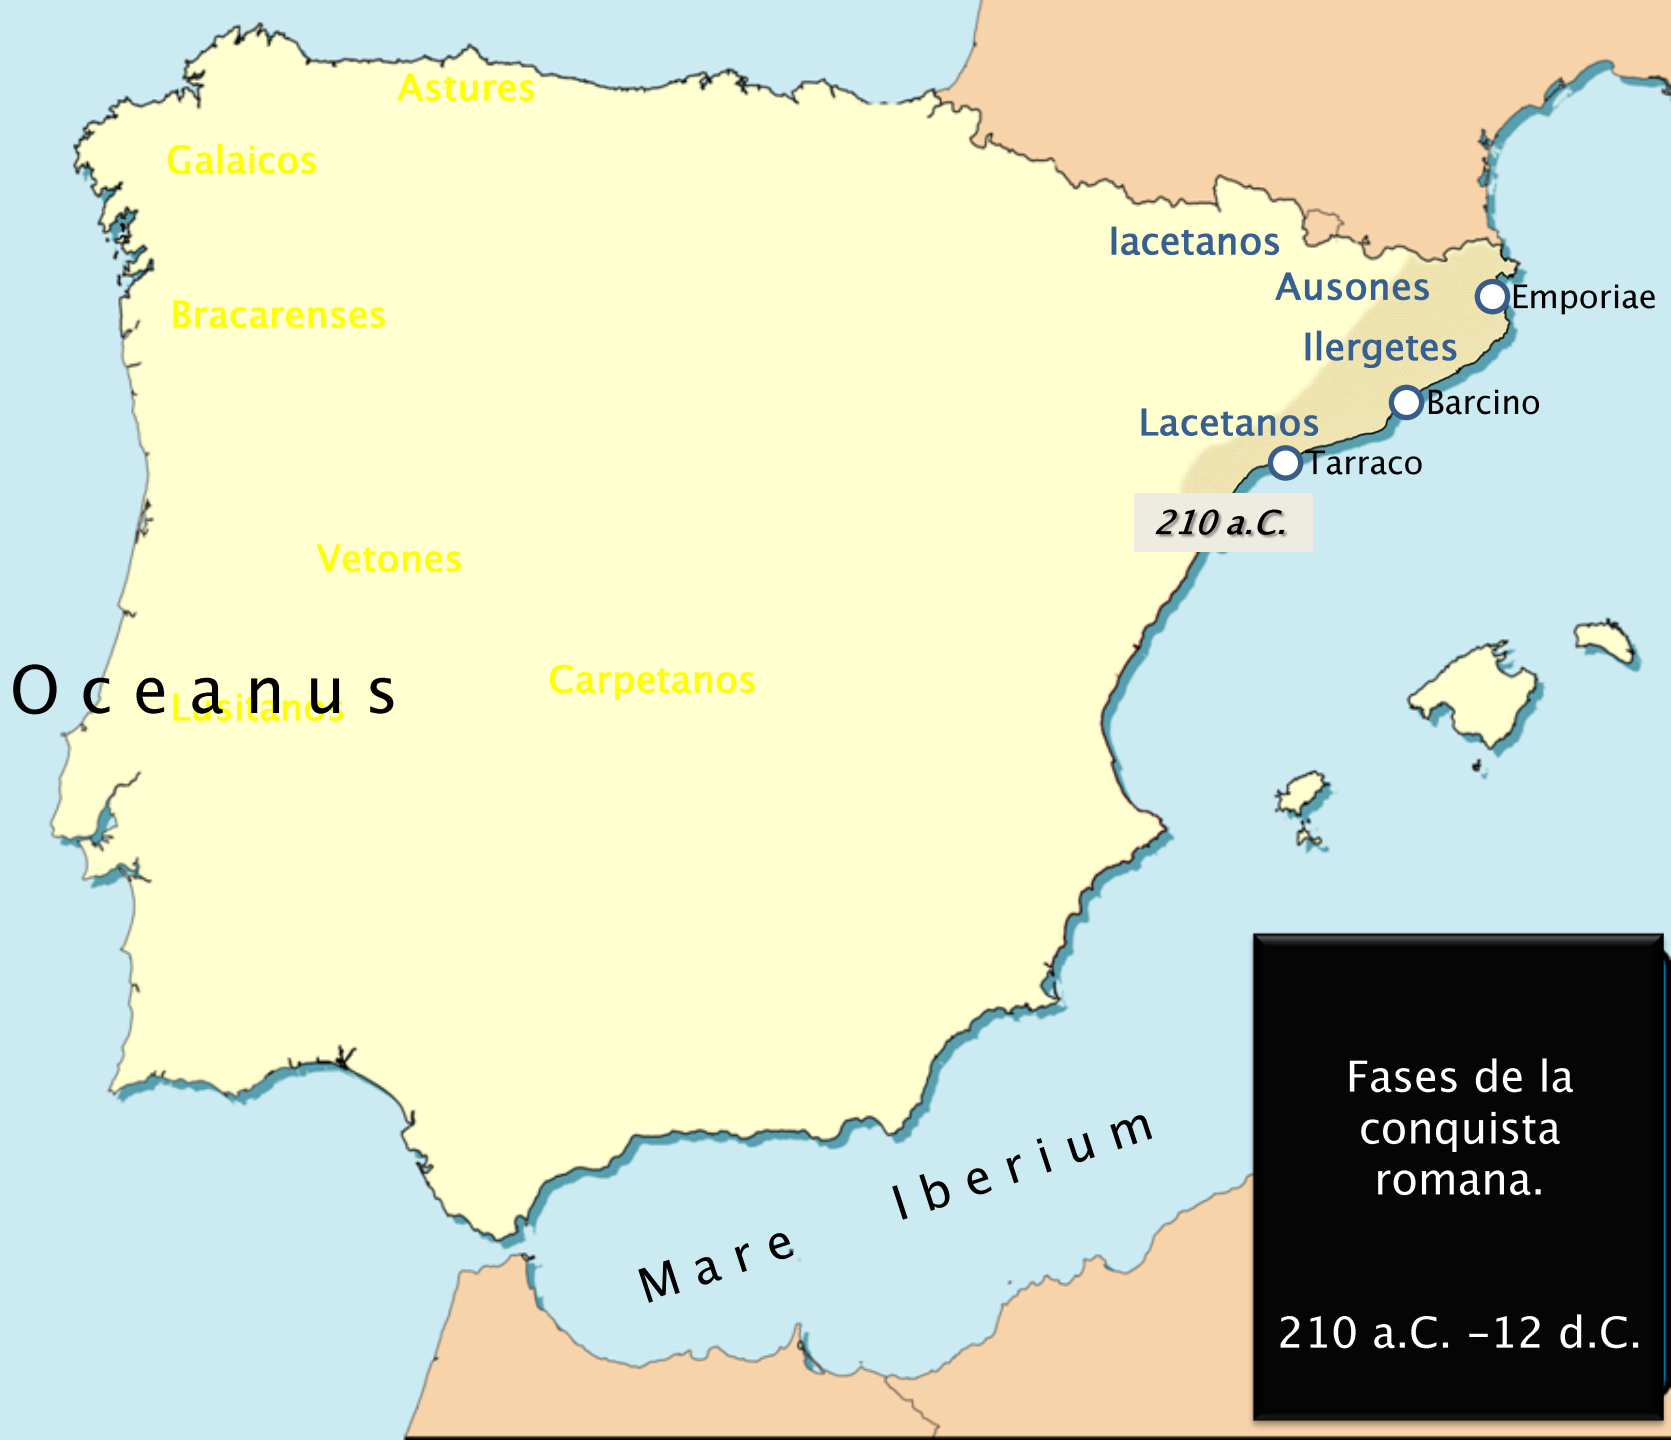 Astures
Galaicos
Iacetanos
Ausones
Emporiae
Bracarenses
Ilergetes
Barcino
Lacetanos
Tarraco
210 a.C.
Vetones
Oceanus
Carpetanos
Lusitanos
Mare Iberium
Fases de la
conquista
romana.
210 a.C. –12 d.C.